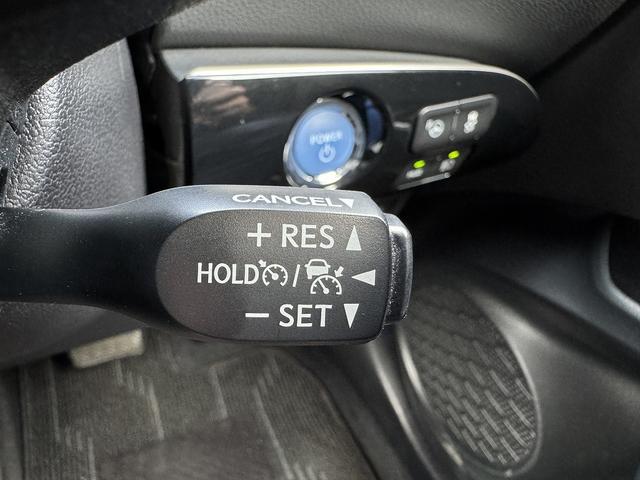 POWER
CANCEL▼
+ RES ▲
HOLD / ◀
− SET ▼